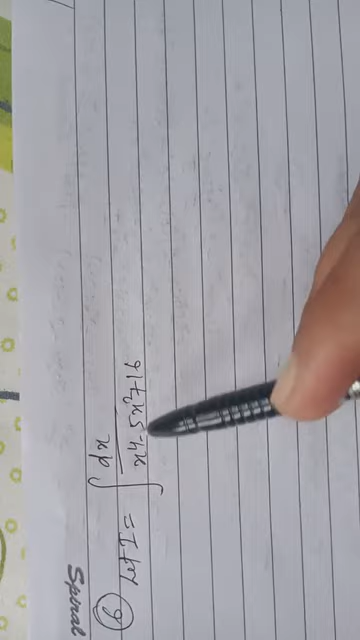 Spiral
(9) Let I = ∫ dx / x⁴-5x²+16